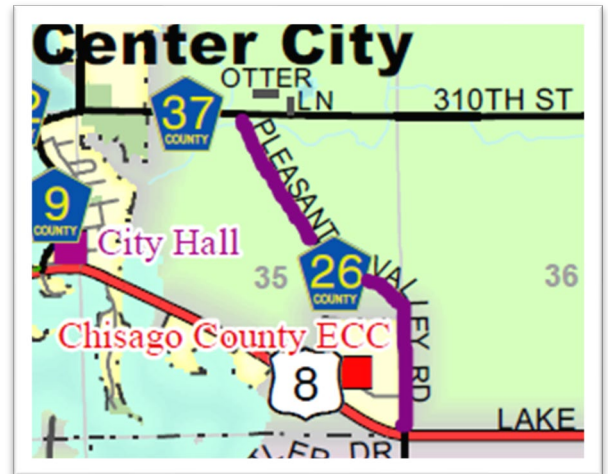 Center City
OTTER
LN
310TH ST
37
COUNTY
PLEASANT
9
COUNTY
City Hall
26
COUNTY
VALLEY RD
35
36
Chisago County ECC
8
LAKE
DR